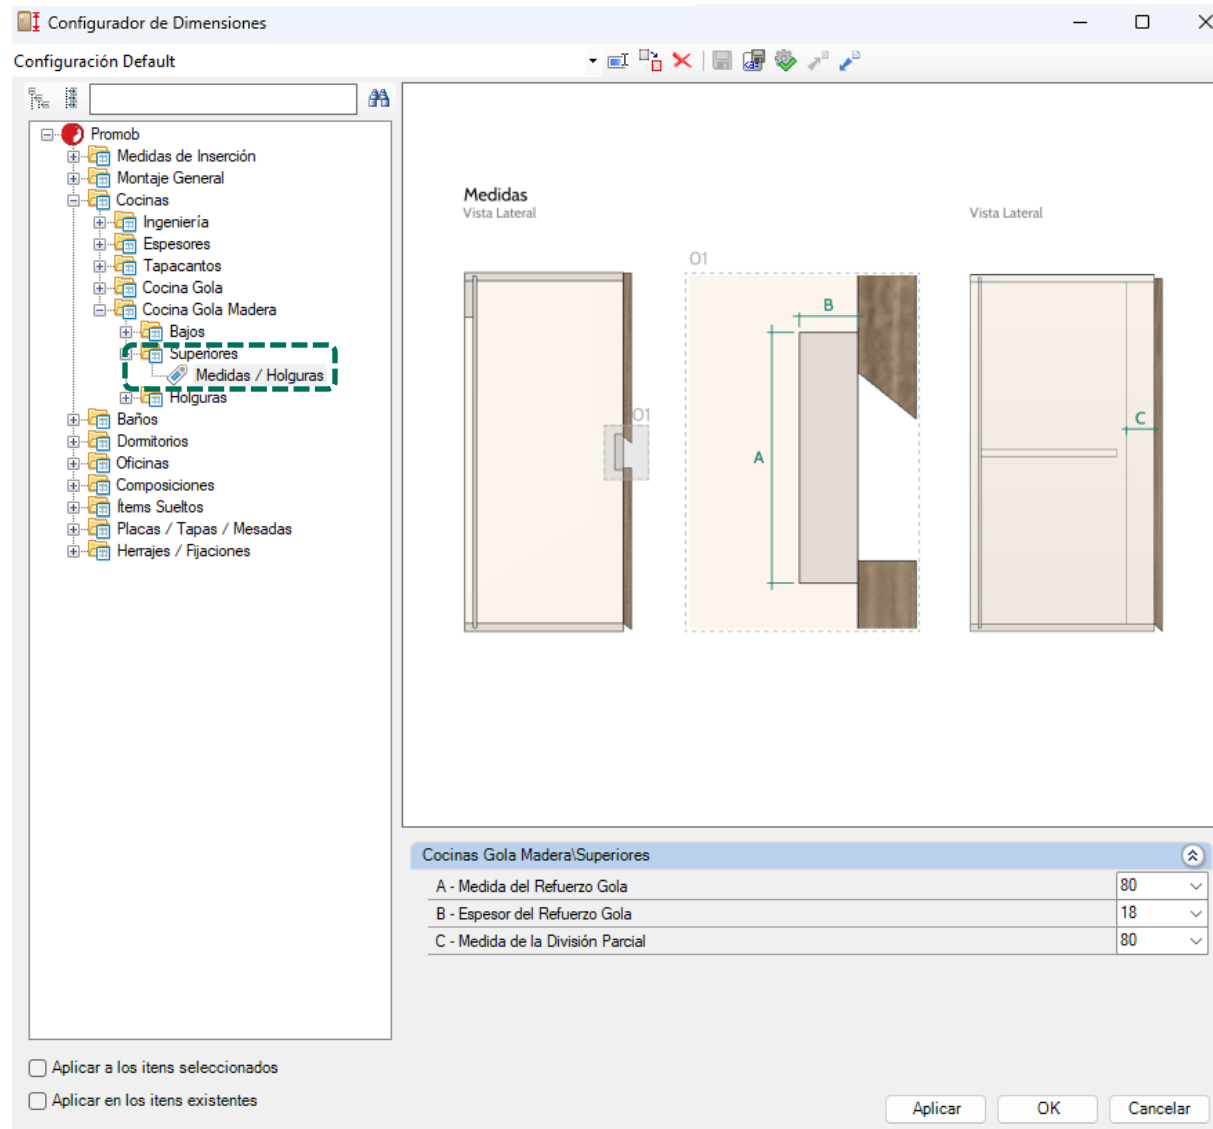 Configurador de Dimensiones
Configuración Default
Promob
Medidas de Inserción
Montaje General
Cocinas
Ingeniería
Espesores
Tapacantos
Cocina Gola
Cocina Gola Madera
Bajos
Superiores
Medidas / Holguras
Holguras
Baños
Dormitorios
Oficinas
Composiciones
Ítems Sueltos
Placas / Tapas / Mesadas
Herrajes / Fijaciones
Medidas
Vista Lateral
Vista Lateral
O1
B
O1
C
A
Cocinas Gola Madera\Superiores
A - Medida del Refuerzo Gola 80
B - Espesor del Refuerzo Gola 18
C - Medida de la División Parcial 80
Aplicar a los itens seleccionados
Aplicar en los itens existentes
Aplicar OK Cancelar